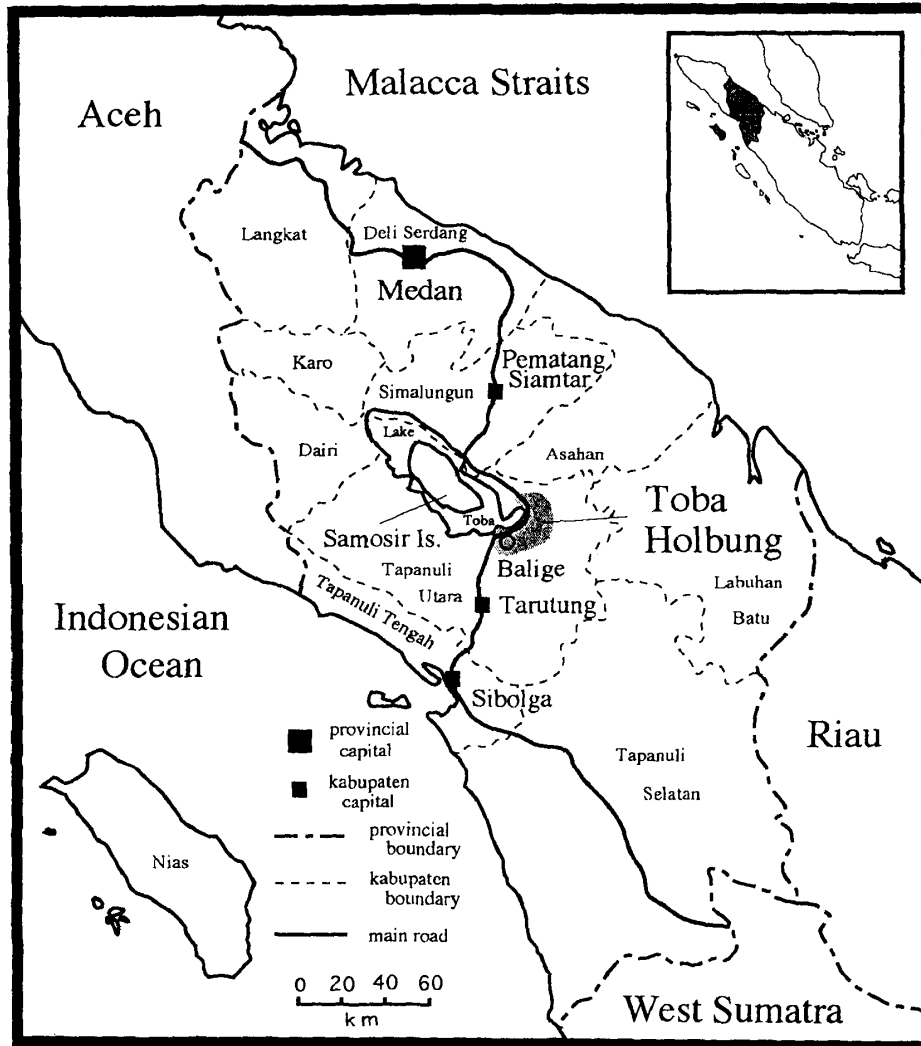 Malacca Straits
Aceh
Langkat
Deli Serdang
Medan
Karo
Simalungun
Pematang
Siamtar
Lake
Dairi
Asahan
Toba
Toba
Holbung
Samosir Is.
Balige
Tapanuli
Utara
Labuhan
Batu
Tapanuli Tengah
Tarutung
Indonesian
Ocean
Sibolga
Riau
provincial
capital
Tapanuli
Selatan
kabupaten
capital
provincial
boundary
Nias
kabupaten
boundary
main road
0 20 40 60
km
West Sumatra